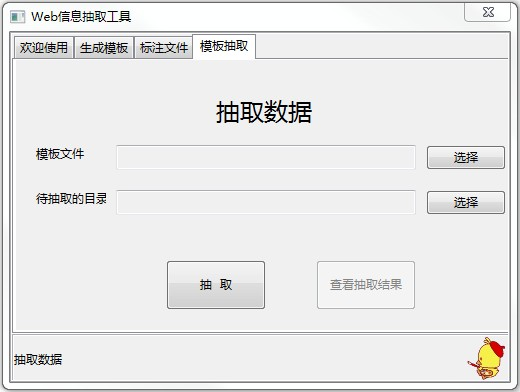 Web信息抽取工具
欢迎使用 生成模板 标注文件 模板抽取
抽取数据
模板文件 选择
待抽取的目录 选择
抽 取 查看抽取结果
抽取数据